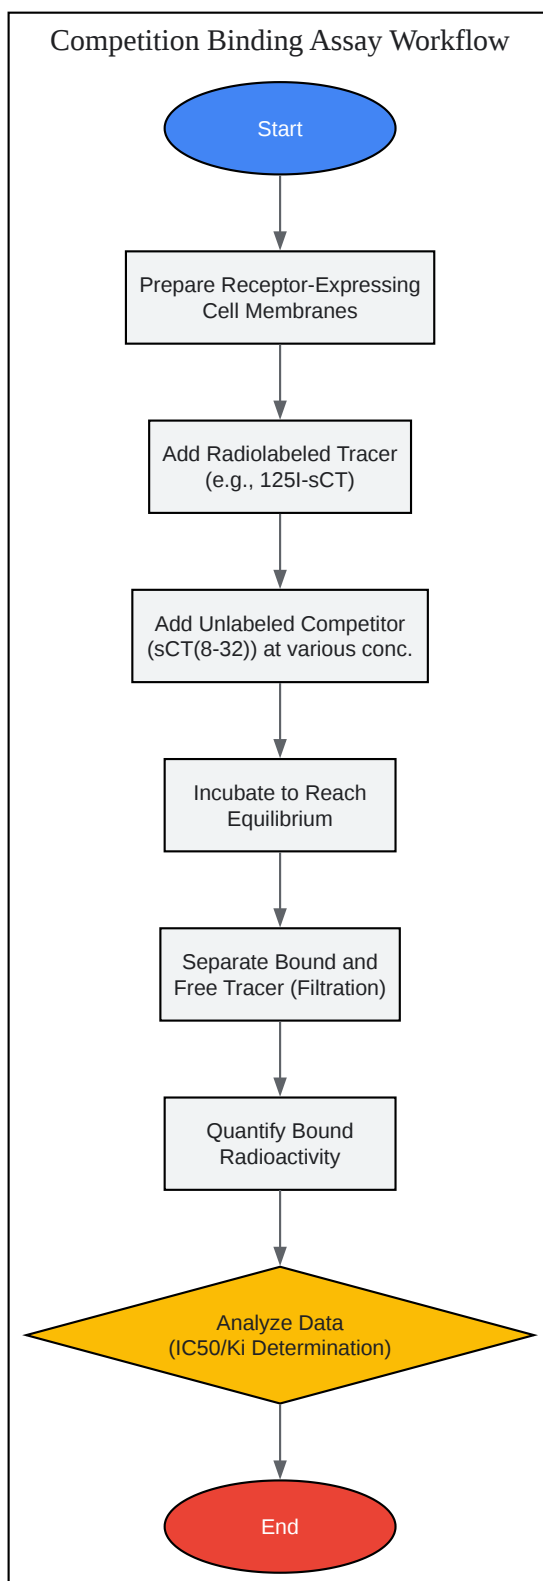 Competition Binding Assay Workflow
Start
Prepare Receptor-Expressing
Cell Membranes
Add Radiolabeled Tracer
(e.g., 125I-sCT)
Add Unlabeled Competitor
(sCT(8-32)) at various conc.
Incubate to Reach
Equilibrium
Separate Bound and
Free Tracer (Filtration)
Quantify Bound
Radioactivity
Analyze Data
(IC50/Ki Determination)
End